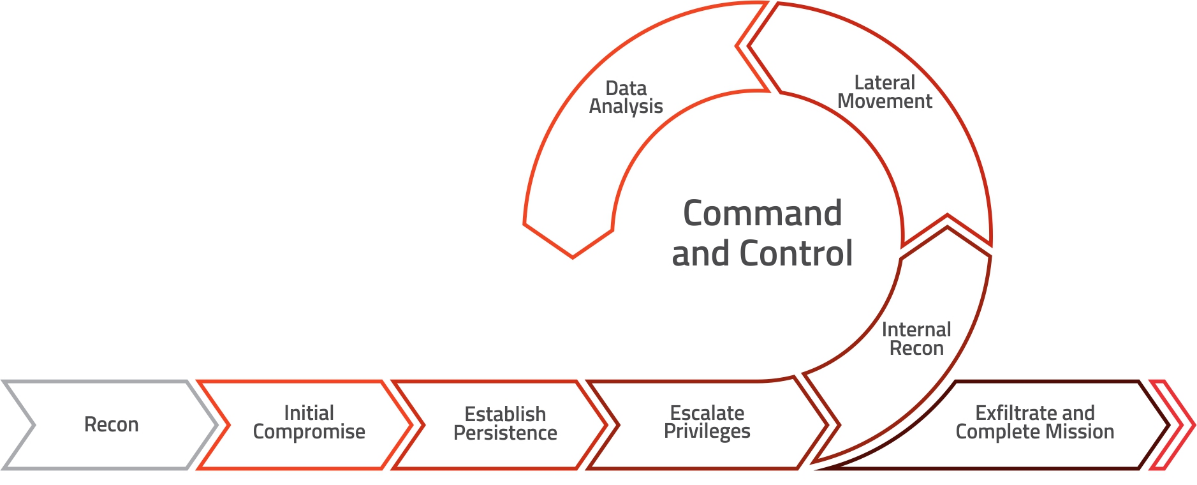 Data
Analysis
Lateral
Movement
Command
and Control
Internal
Recon
Recon
Initial
Compromise
Establish
Persistence
Escalate
Privileges
Exfiltrate and
Complete Mission